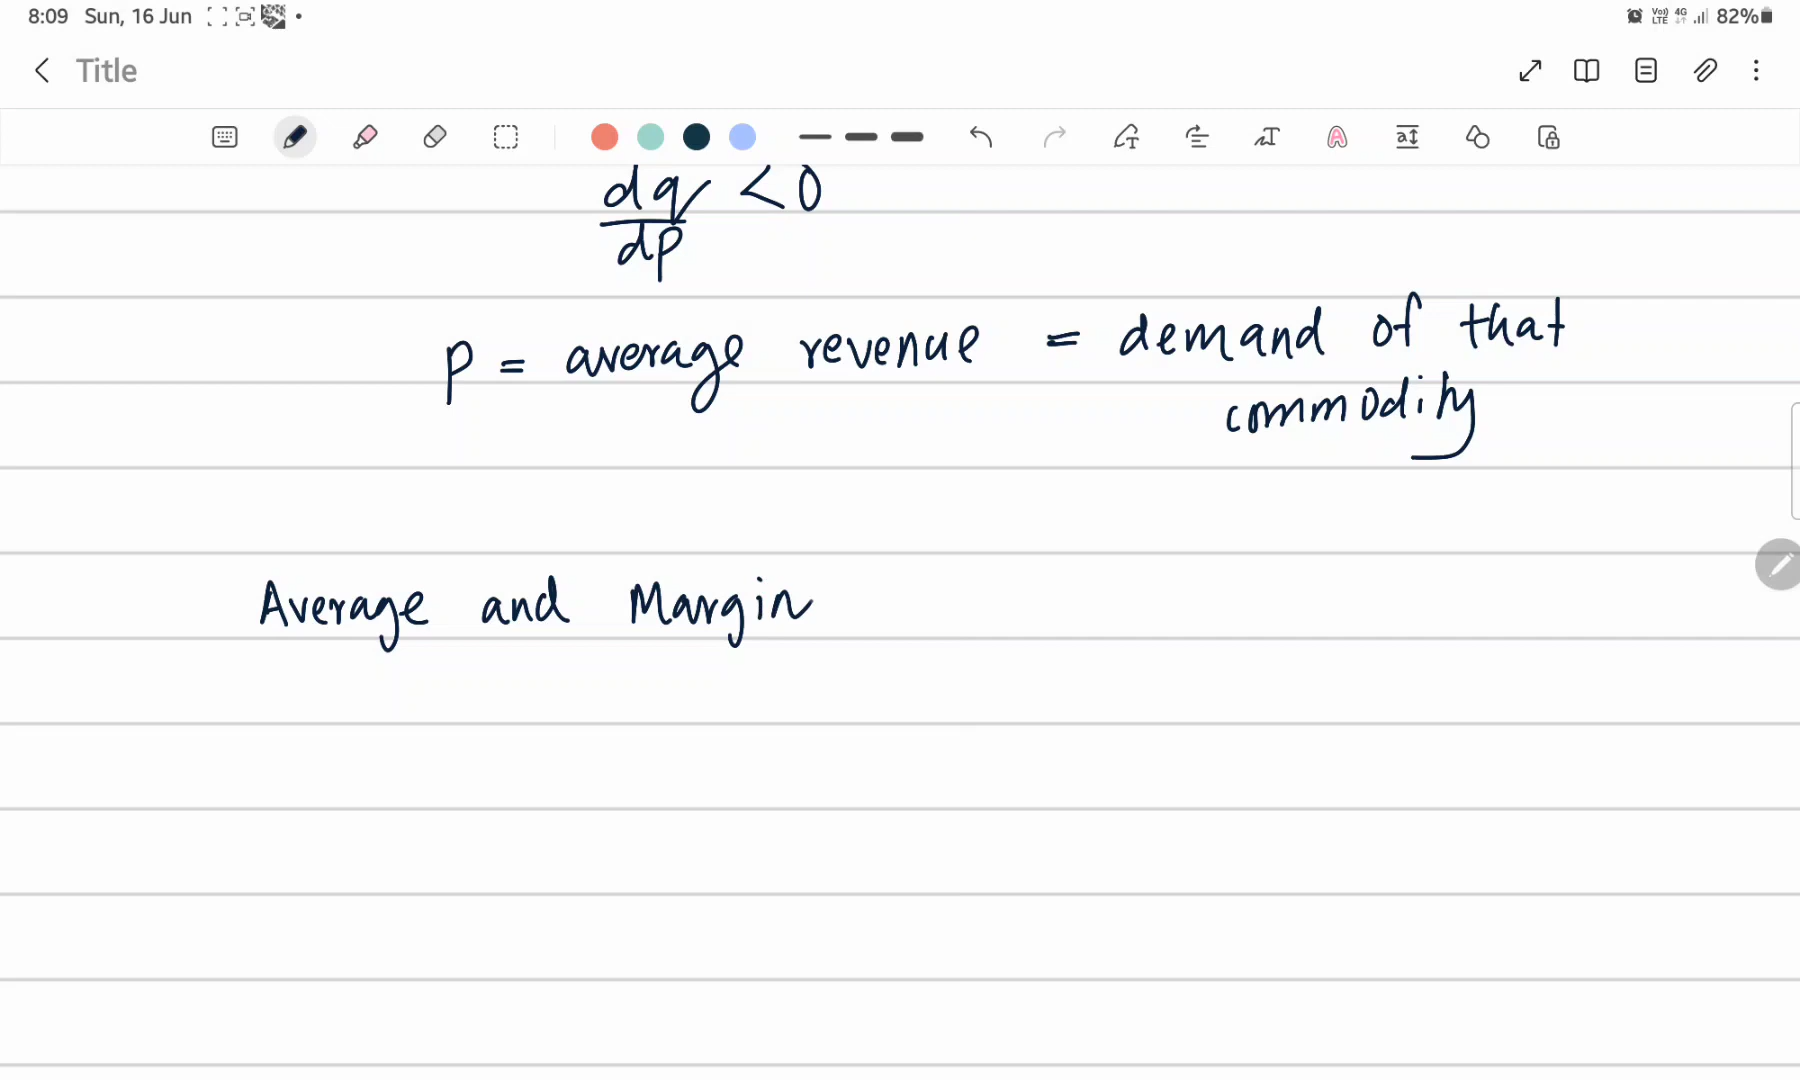 8:09 Sun, 16 Jun 82%
Title
dq < 0
dp
p = average revenue = demand of that
commodity
Average and Margin